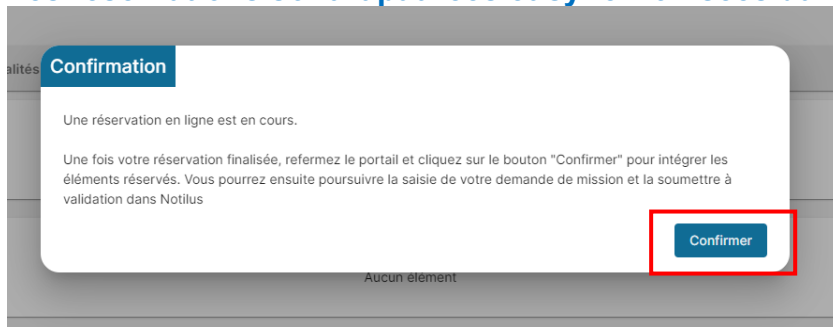 alités
Confirmation
Une réservation en ligne est en cours.
Une fois votre réservation finalisée, refermez le portail et cliquez sur le bouton "Confirmer" pour intégrer les
éléments réservés. Vous pourrez ensuite poursuivre la saisie de votre demande de mission et la soumettre à
validation dans Notilus
Confirmer
Aucun élément